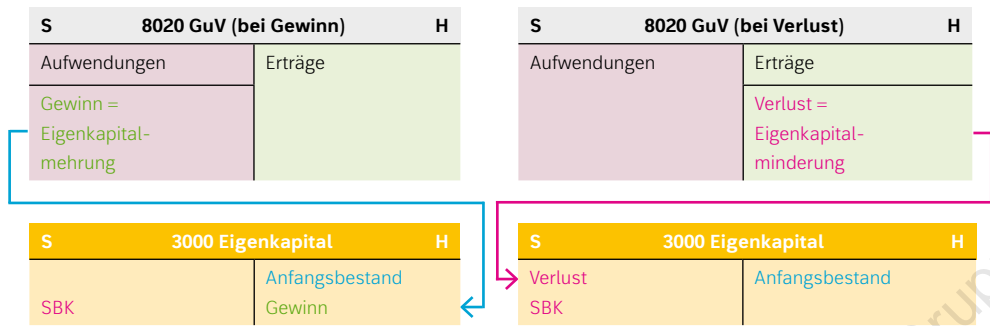 S 8020 GuV (bei Gewinn) H
Aufwendungen Erträge
Gewinn =
Eigenkapital-
mehrung
S 8020 GuV (bei Verlust) H
Aufwendungen Erträge
Verlust =
Eigenkapital-
minderung
S 3000 Eigenkapital H
Anfangsbestand
SBK Gewinn
S 3000 Eigenkapital H
Verlust Anfangsbestand
SBK